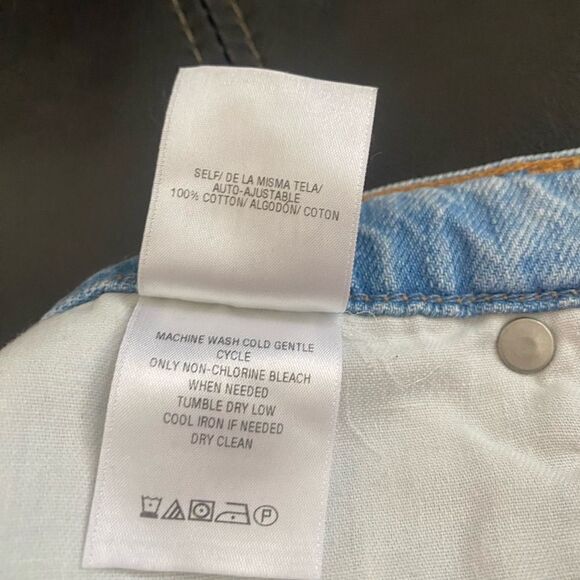 SELF/ DE LA MISMA TELA/
AUTO-AJUSTABLE
100% COTTON/ ALGODÓN/ COTON
MACHINE WASH COLD GENTLE
CYCLE
ONLY NON-CHLORINE BLEACH
WHEN NEEDED
TUMBLE DRY LOW
COOL IRON IF NEEDED
DRY CLEAN
P